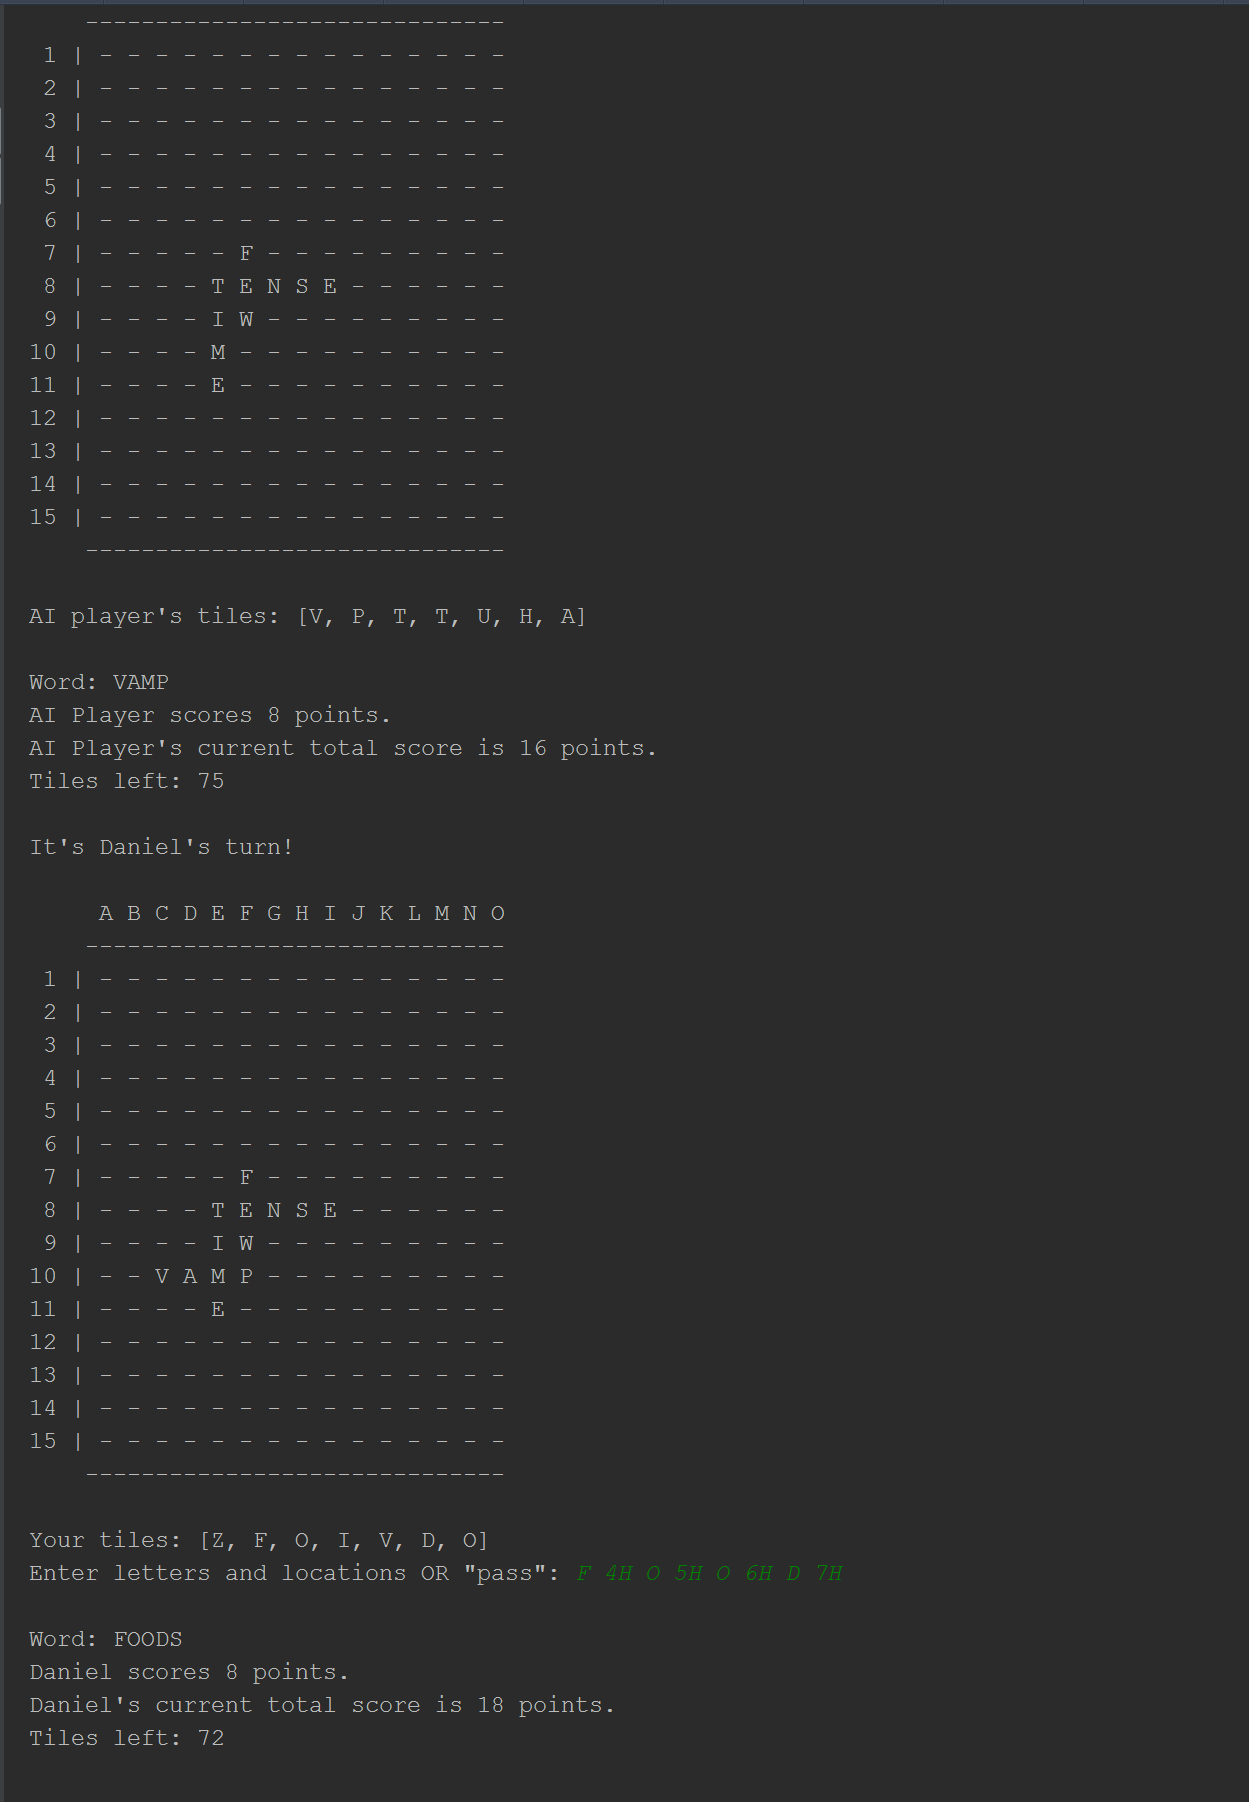 ------------------------------
1 | - - - - - - - - - - - - - - -
2 | - - - - - - - - - - - - - - -
3 | - - - - - - - - - - - - - - -
4 | - - - - - - - - - - - - - - -
5 | - - - - - - - - - - - - - - -
6 | - - - - - - - - - - - - - - -
7 | - - - - - F - - - - - - - - -
8 | - - - - T E N S E - - - - - -
9 | - - - - I W - - - - - - - - -
10 | - - - - M - - - - - - - - - -
11 | - - - - E - - - - - - - - - -
12 | - - - - - - - - - - - - - - -
13 | - - - - - - - - - - - - - - -
14 | - - - - - - - - - - - - - - -
15 | - - - - - - - - - - - - - - -
------------------------------
AI player's tiles: [V, P, T, T, U, H, A]
Word: VAMP
AI Player scores 8 points.
AI Player's current total score is 16 points.
Tiles left: 75
It's Daniel's turn!
A B C D E F G H I J K L M N O
------------------------------
1 | - - - - - - - - - - - - - - -
2 | - - - - - - - - - - - - - - -
3 | - - - - - - - - - - - - - - -
4 | - - - - - - - - - - - - - - -
5 | - - - - - - - - - - - - - - -
6 | - - - - - - - - - - - - - - -
7 | - - - - - F - - - - - - - - -
8 | - - - - T E N S E - - - - - -
9 | - - - - I W - - - - - - - - -
10 | - - V A M P - - - - - - - - -
11 | - - - - E - - - - - - - - - -
12 | - - - - - - - - - - - - - - -
13 | - - - - - - - - - - - - - - -
14 | - - - - - - - - - - - - - - -
15 | - - - - - - - - - - - - - - -
------------------------------
Your tiles: [Z, F, O, I, V, D, O]
Enter letters and locations OR "pass": F 4H O 5H O 6H D 7H
Word: FOODS
Daniel scores 8 points.
Daniel's current total score is 18 points.
Tiles left: 72